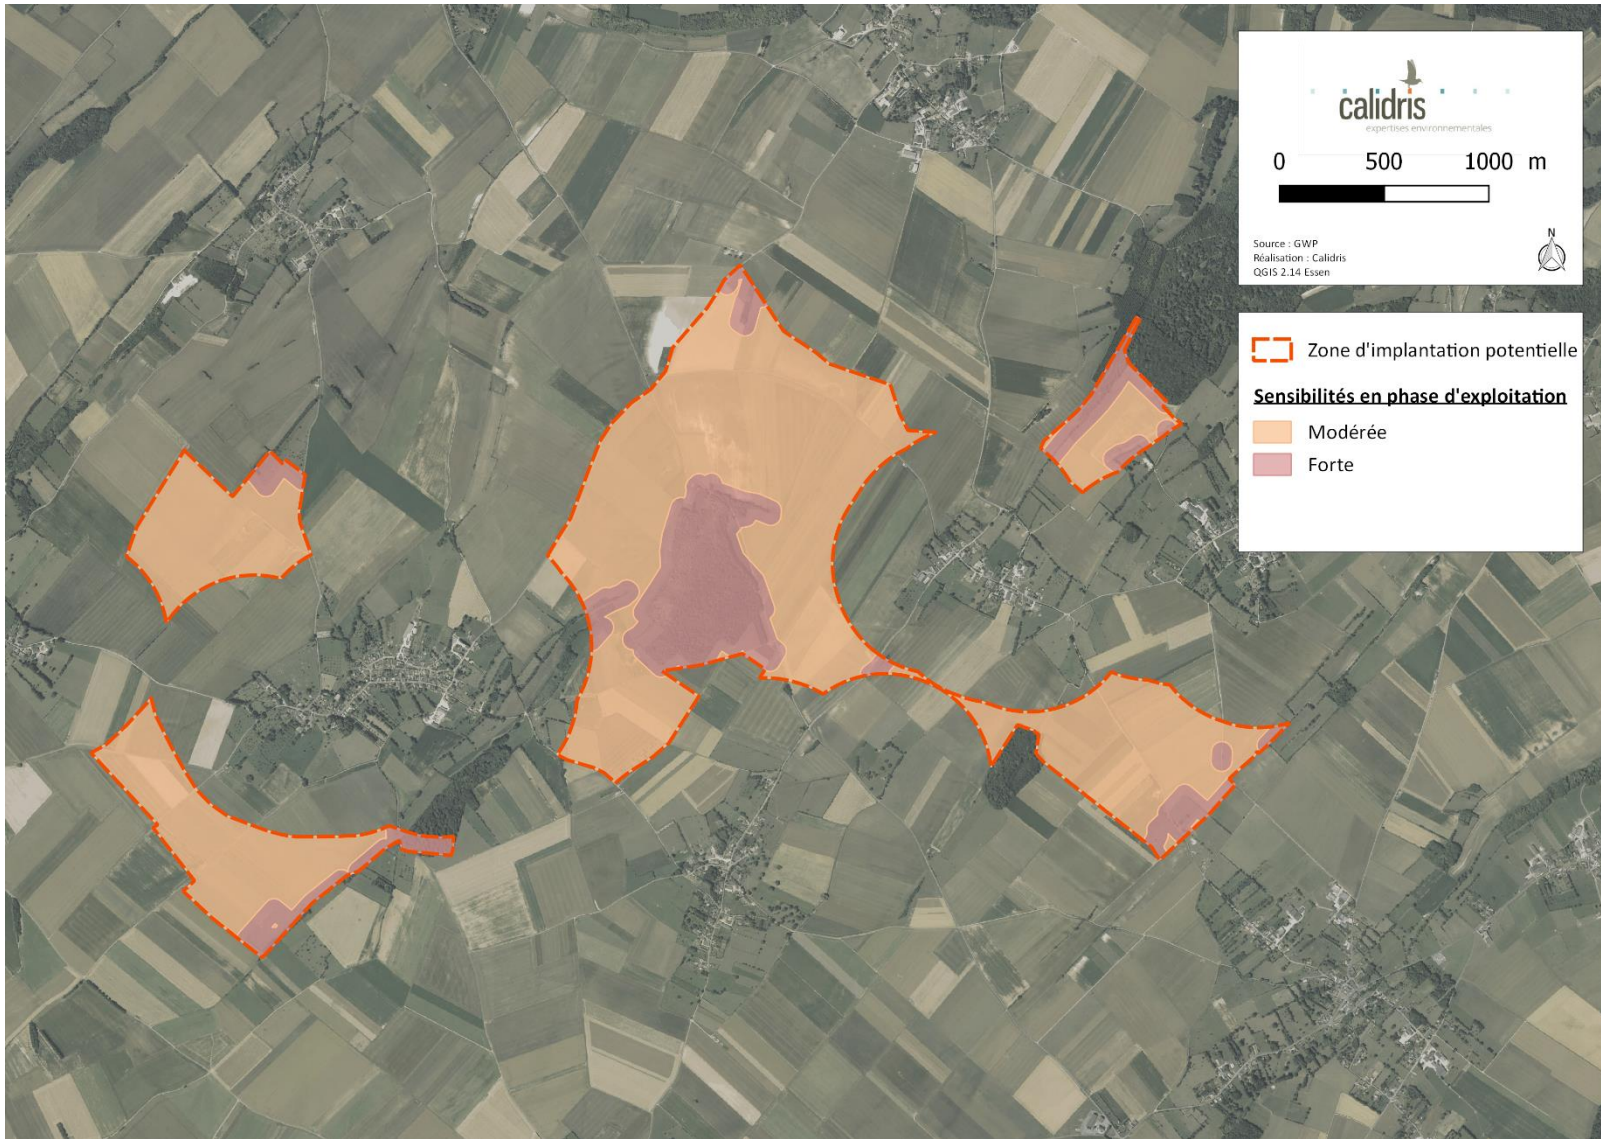 calidris
expertises environnementales
0 500 1000 m
Source : GWP
Réalisation : Calidris
QGIS 2.14 Essen
N
Zone d'implantation potentielle
Sensibilités en phase d'exploitation
Modérée
Forte